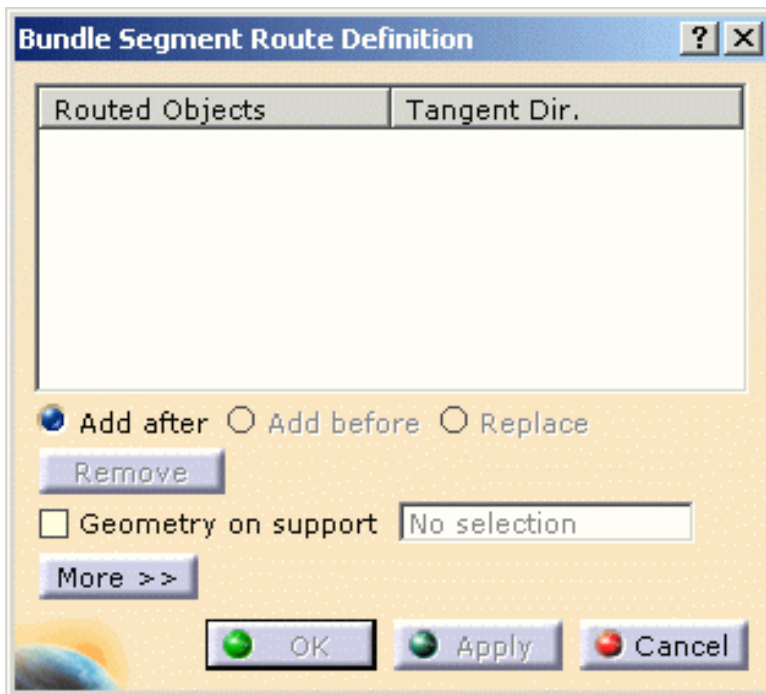 Bundle Segment Route Definition ? X
Routed Objects Tangent Dir.
Add after Add before Replace
Remove
Geometry on support No selection
More >>
OK Apply Cancel